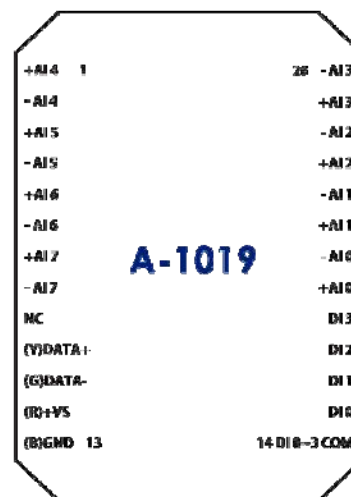 +AI4 1
-AI4
+AI5
-AI5
+AI6
-AI6
+AI7
-AI7
NC
(Y)DATA+
(G)DATA-
(R)+VS
(B)GND 13
A-1019
26 -AI3
+AI3
-AI2
+AI2
-AI1
+AI1
-AI0
+AI0
DI3
DI2
DI1
DI0
14 DI0~3 COM